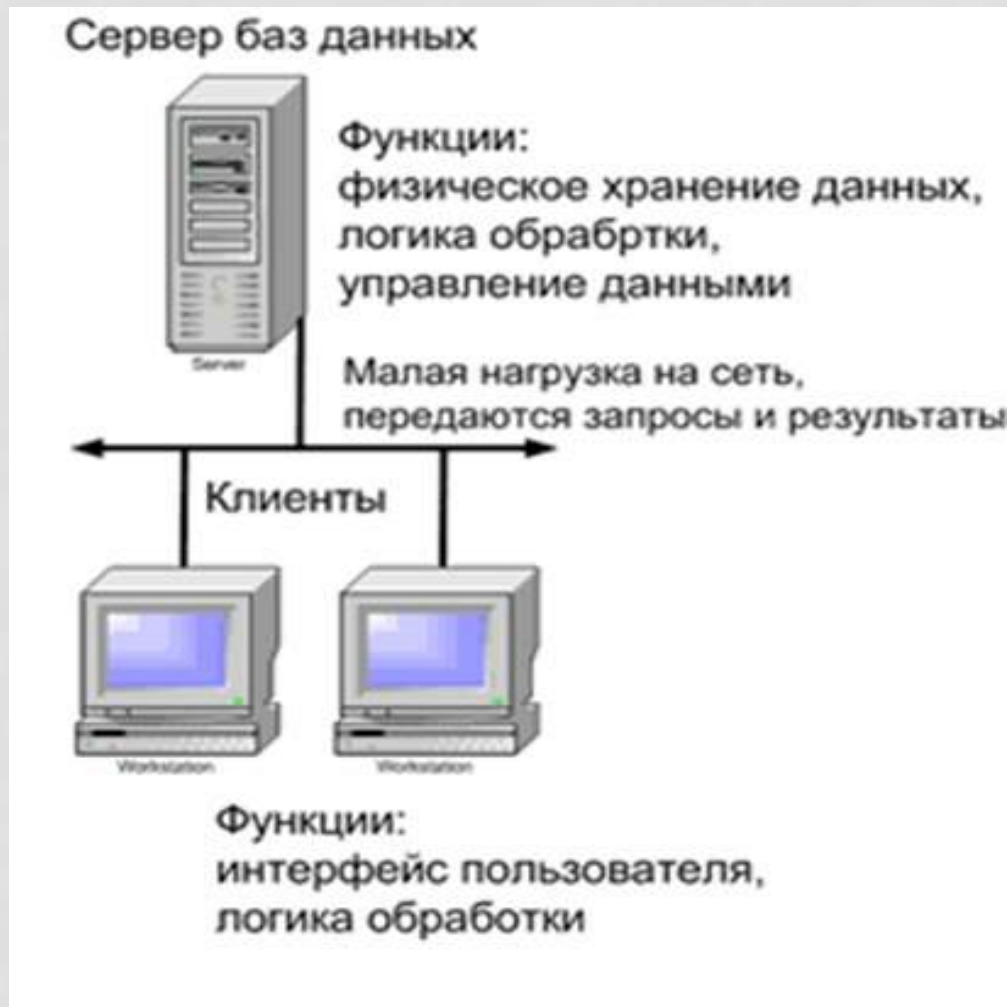 Сервер баз данных
Функции:
физическое хранение данных,
логика обрабртки,
управление данными
Server
Малая нагрузка на сеть,
передаются запросы и результаты
Клиенты
Workstation
Workstation
Функции:
интерфейс пользователя,
логика обработки